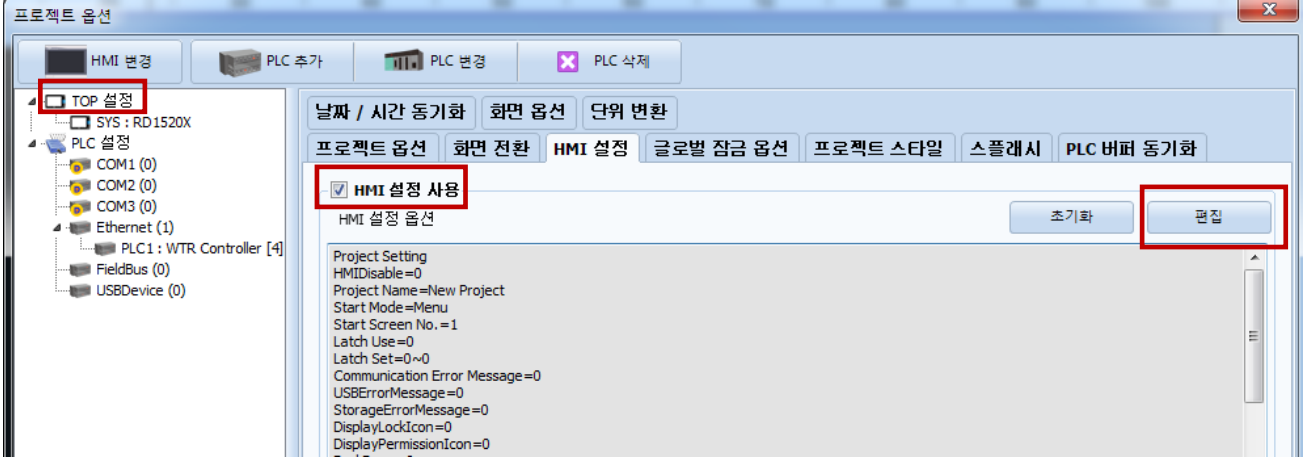 프로젝트 옵션
HMI 변경
PLC 추가
PLC 변경
PLC 삭제
TOP 설정
SYS : RD1520X
PLC 설정
COM1 (0)
COM2 (0)
COM3 (0)
Ethernet (1)
PLC1 : WTR Controller [4]
FieldBus (0)
USBDevice (0)
날짜 / 시간 동기화 화면 옵션 단위 변환
프로젝트 옵션 화면 전환 HMI 설정 글로벌 잠금 옵션 프로젝트 스타일 스플래시 PLC 버퍼 동기화
HMI 설정 사용
HMI 설정 옵션
초기화
편집
Project Setting
HMIDisable=0
Project Name=New Project
Start Mode=Menu
Start Screen No.=1
Latch Use=0
Latch Set=0~0
Communication Error Message=0
USBErrorMessage=0
StorageErrorMessage=0
DisplayLockIcon=0
DisplayPermissionIcon=0